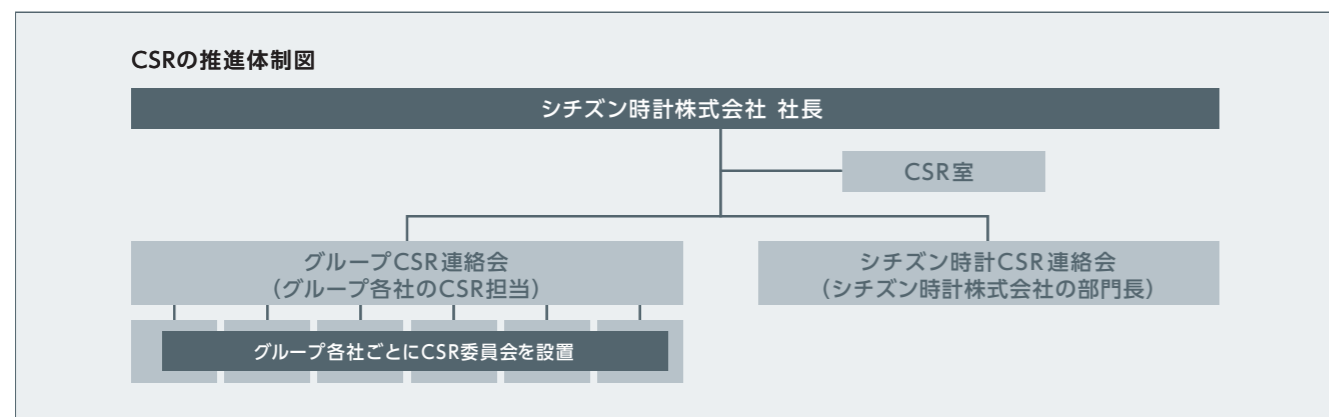 CSRの推進体制図
シチズン時計株式会社 社長
CSR室
グループCSR連絡会
（グループ各社のCSR担当）
シチズン時計CSR連絡会
（シチズン時計株式会社の部門長）
グループ各社ごとにCSR委員会を設置